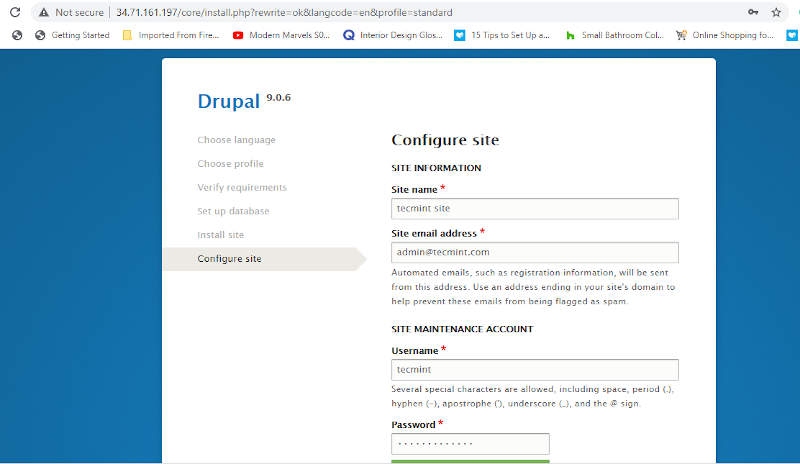 Not secure | 34.71.161.197/core/install.php?rewrite=ok&langcode=en&profile=standard
Getting Started Imported From Fire... Modern Marvels S0... Interior Design Glos... 15 Tips to Set Up a... Small Bathroom Col... Online Shopping fo...
Drupal 9.0.6
Choose language
Choose profile
Verify requirements
Set up database
Install site
Configure site
Configure site
SITE INFORMATION
Site name *
tecmint site
Site email address *
admin@tecmint.com
Automated emails, such as registration information, will be sent
from this address. Use an address ending in your site's domain to
help prevent these emails from being flagged as spam.
SITE MAINTENANCE ACCOUNT
Username *
tecmint
Several special characters are allowed, including space, period (.),
hyphen (-), apostrophe ('), underscore (_), and the @ sign.
Password *
•••••••••••••